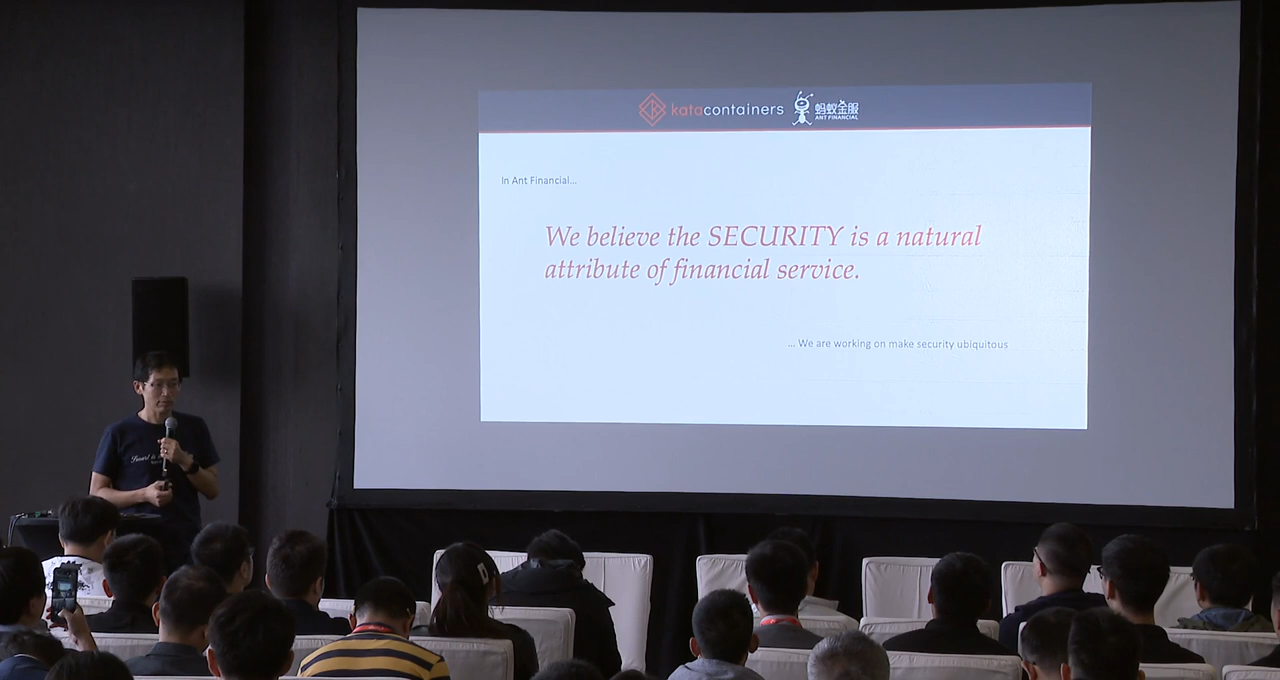 katacontainers
蚂蚁金服
ANT FINANCIAL
In Ant Financial...
We believe the SECURITY is a natural
attribute of financial service.
... We are working on make security ubiquitous